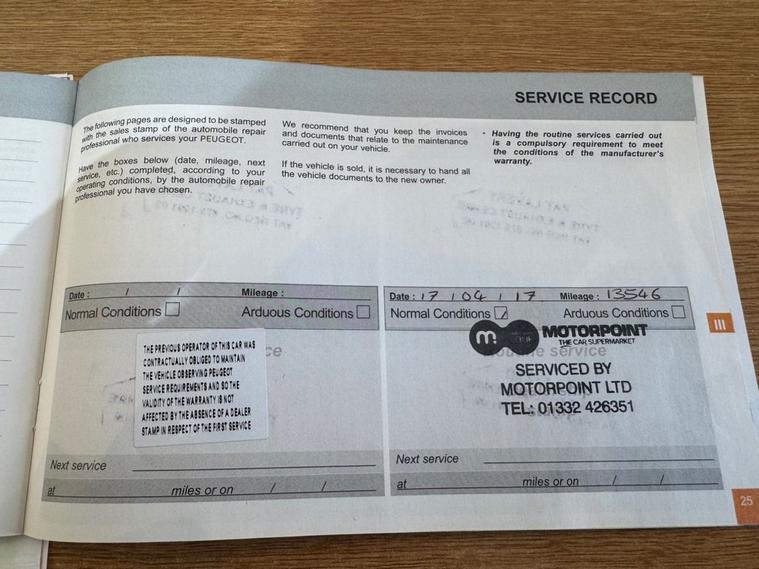 SERVICE RECORD
The following pages are designed to be stamped
with the sales stamp of the automobile repair
professional who services your PEUGEOT.
Have the boxes below (date, mileage, next
service, etc.) completed, according to your
operating conditions, by the automobile repair
professional you have chosen.
We recommend that you keep the invoices
and documents that relate to the maintenance
carried out on your vehicle.
If the vehicle is sold, it is necessary to hand all
the vehicle documents to the new owner.
• Having the routine services carried out
is a compulsory requirement to meet
the conditions of the manufacturer's
warranty.
Date : / / Mileage :
Normal Conditions Arduous Conditions
THE PREVIOUS OPERATOR OF THIS CAR WAS
CONTRACTUALLY OBLIGED TO MAINTAIN
THE VEHICLE OBSERVING PEUGEOT
SERVICE REQUIREMENTS AND SO THE
VALIDITY OF THE WARRANTY IS NOT
AFFECTED BY THE ABSENCE OF A DEALER
STAMP IN RESPECT OF THE FIRST SERVICE
Next service
at miles or on / /
Date : 17 / 04 / 17 Mileage : 13546
Normal Conditions Arduous Conditions
m. MOTORPOINT
THE CAR SUPERMARKET
service
SERVICED BY
MOTORPOINT LTD
TEL: 01332 426351
Next service
at miles or on / /
III
25